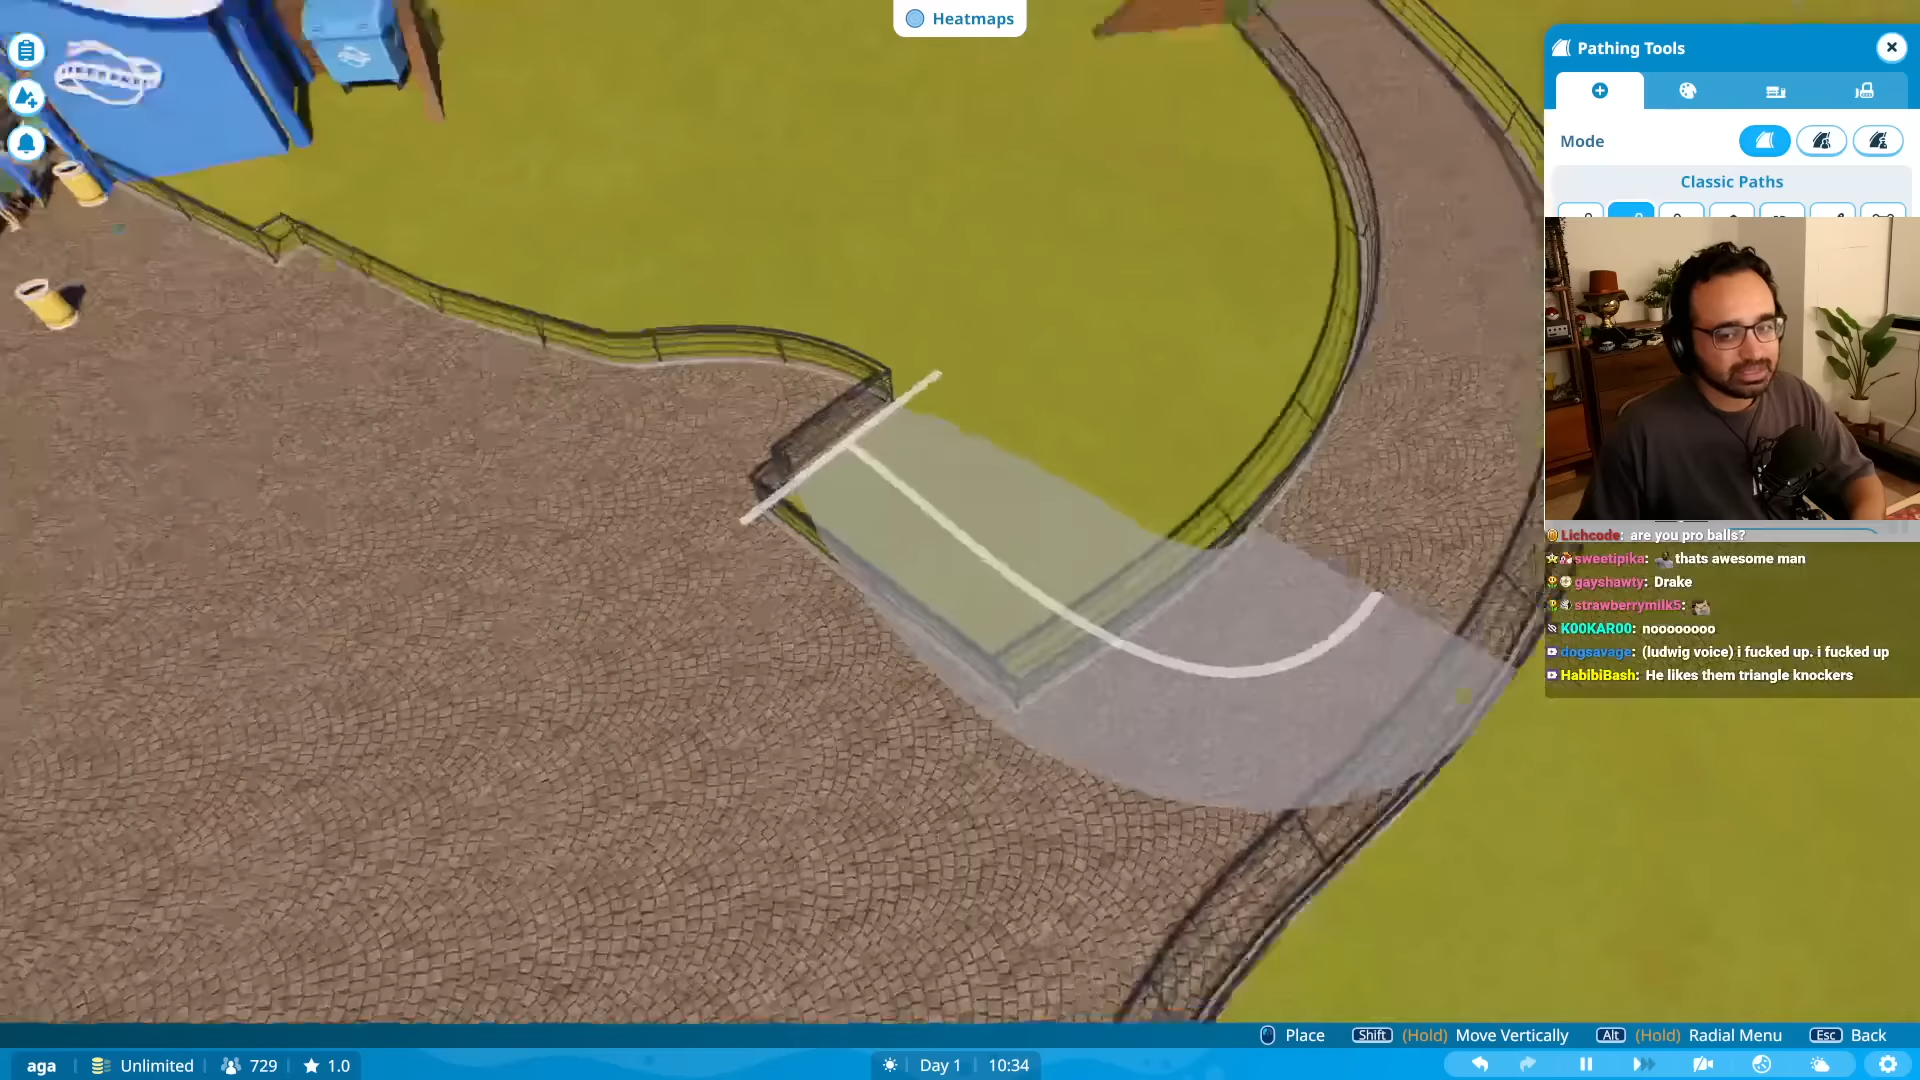 Heatmaps
Pathing Tools
Mode
Classic Paths
Lichcode: are you pro balls?
sweetipika: thats awesome man
gayshawty: Drake
strawberrymilk5:
K00KAR00: noooooooo
dogsavage: (ludwig voice) i fucked up. i fucked up
HabibiBash: He likes them triangle knockers
Place Shift (Hold) Move Vertically Alt (Hold) Radial Menu Esc Back
aga Unlimited 729 1.0 Day 1 10:34